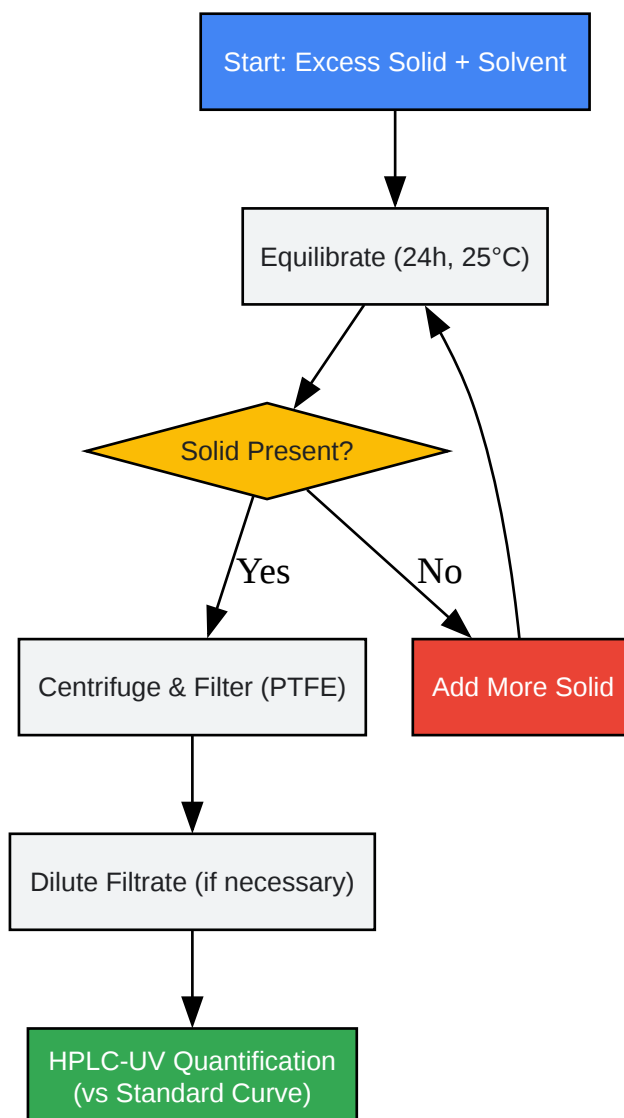 Start: Excess Solid + Solvent
Equilibrate (24h, 25°C)
Solid Present?
Yes
No
Centrifuge & Filter (PTFE)
Add More Solid
Dilute Filtrate (if necessary)
HPLC-UV Quantification
(vs Standard Curve)